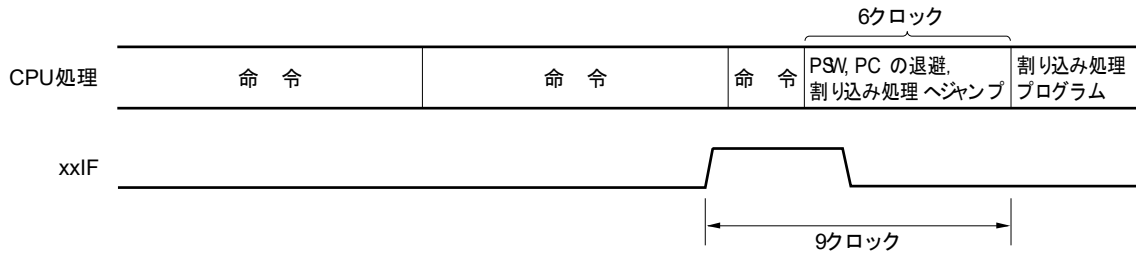 6クロック
CPU処理
命 令
命 令
命 令
PSW, PC の退避,
割り込み処理 へジャンプ
割り込み処理
プログラム
xxIF
9クロック